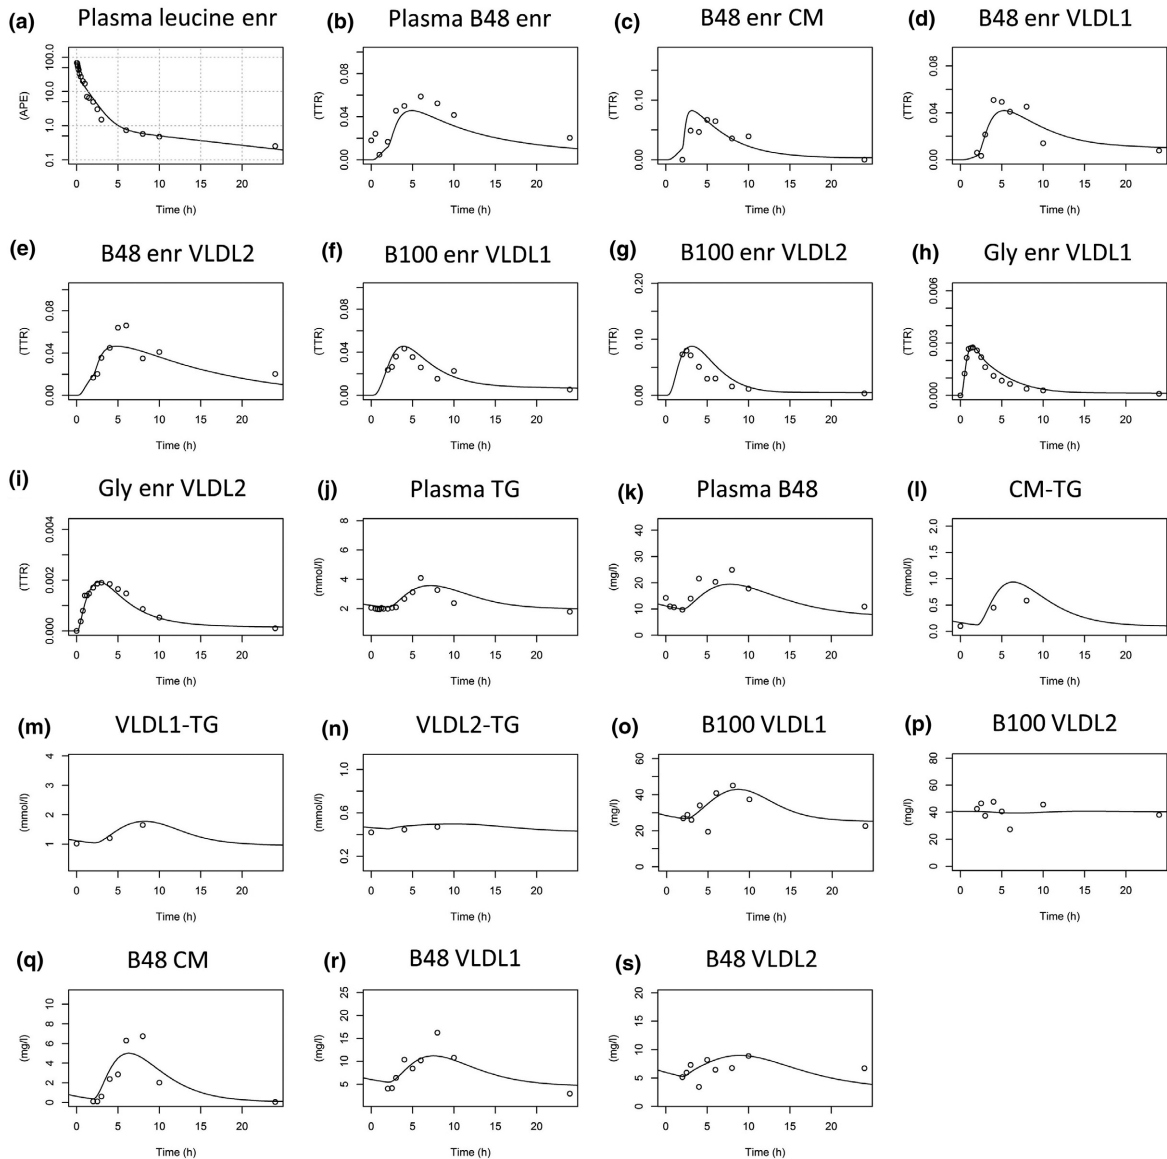 (a) Plasma leucine enr
(b) Plasma B48 enr
(c) B48 enr CM
(d) B48 enr VLDL1
(APE)
100.0
10.0
1.0
0.1
0 5 10 15 20
Time (h)
(TTR)
0.08
0.04
0.00
0 5 10 15 20
Time (h)
(TTR)
0.10
0.00
0 5 10 15 20
Time (h)
(TTR)
0.08
0.04
0.00
0 5 10 15 20
Time (h)
(e) B48 enr VLDL2
(f) B100 enr VLDL1
(g) B100 enr VLDL2
(h) Gly enr VLDL1
(TTR)
0.08
0.04
0.00
0 5 10 15 20
Time (h)
(TTR)
0.08
0.04
0.00
0 5 10 15 20
Time (h)
(TTR)
0.20
0.10
0.00
0 5 10 15 20
Time (h)
(TTR)
0.006
0.003
0.000
0 5 10 15 20
Time (h)
(i) Gly enr VLDL2
(j) Plasma TG
(k) Plasma B48
(l) CM-TG
(TTR)
0.004
0.002
0.000
0 5 10 15 20
Time (h)
(mmol/l)
8
6
4
2
0 5 10 15 20
Time (h)
(mg/l)
40
30
20
10
0
0 5 10 15 20
Time (h)
(mmol/l)
2.0
1.5
1.0
0.5
0.0
0 5 10 15 20
Time (h)
(m) VLDL1-TG
(n) VLDL2-TG
(o) B100 VLDL1
(p) B100 VLDL2
(mmol/l)
4
3
2
1
0 5 10 15 20
Time (h)
(mmol/l)
1.0
0.6
0.2
0 5 10 15 20
Time (h)
(mg/l)
60
40
20
0
0 5 10 15 20
Time (h)
(mg/l)
80
60
40
20
0
0 5 10 15 20
Time (h)
(q) B48 CM
(r) B48 VLDL1
(s) B48 VLDL2
(mg/l)
10
8
6
4
2
0
0 5 10 15 20
Time (h)
(mg/l)
25
20
15
10
5
0 5 10 15 20
Time (h)
(mg/l)
20
15
10
5
0
0 5 10 15 20
Time (h)